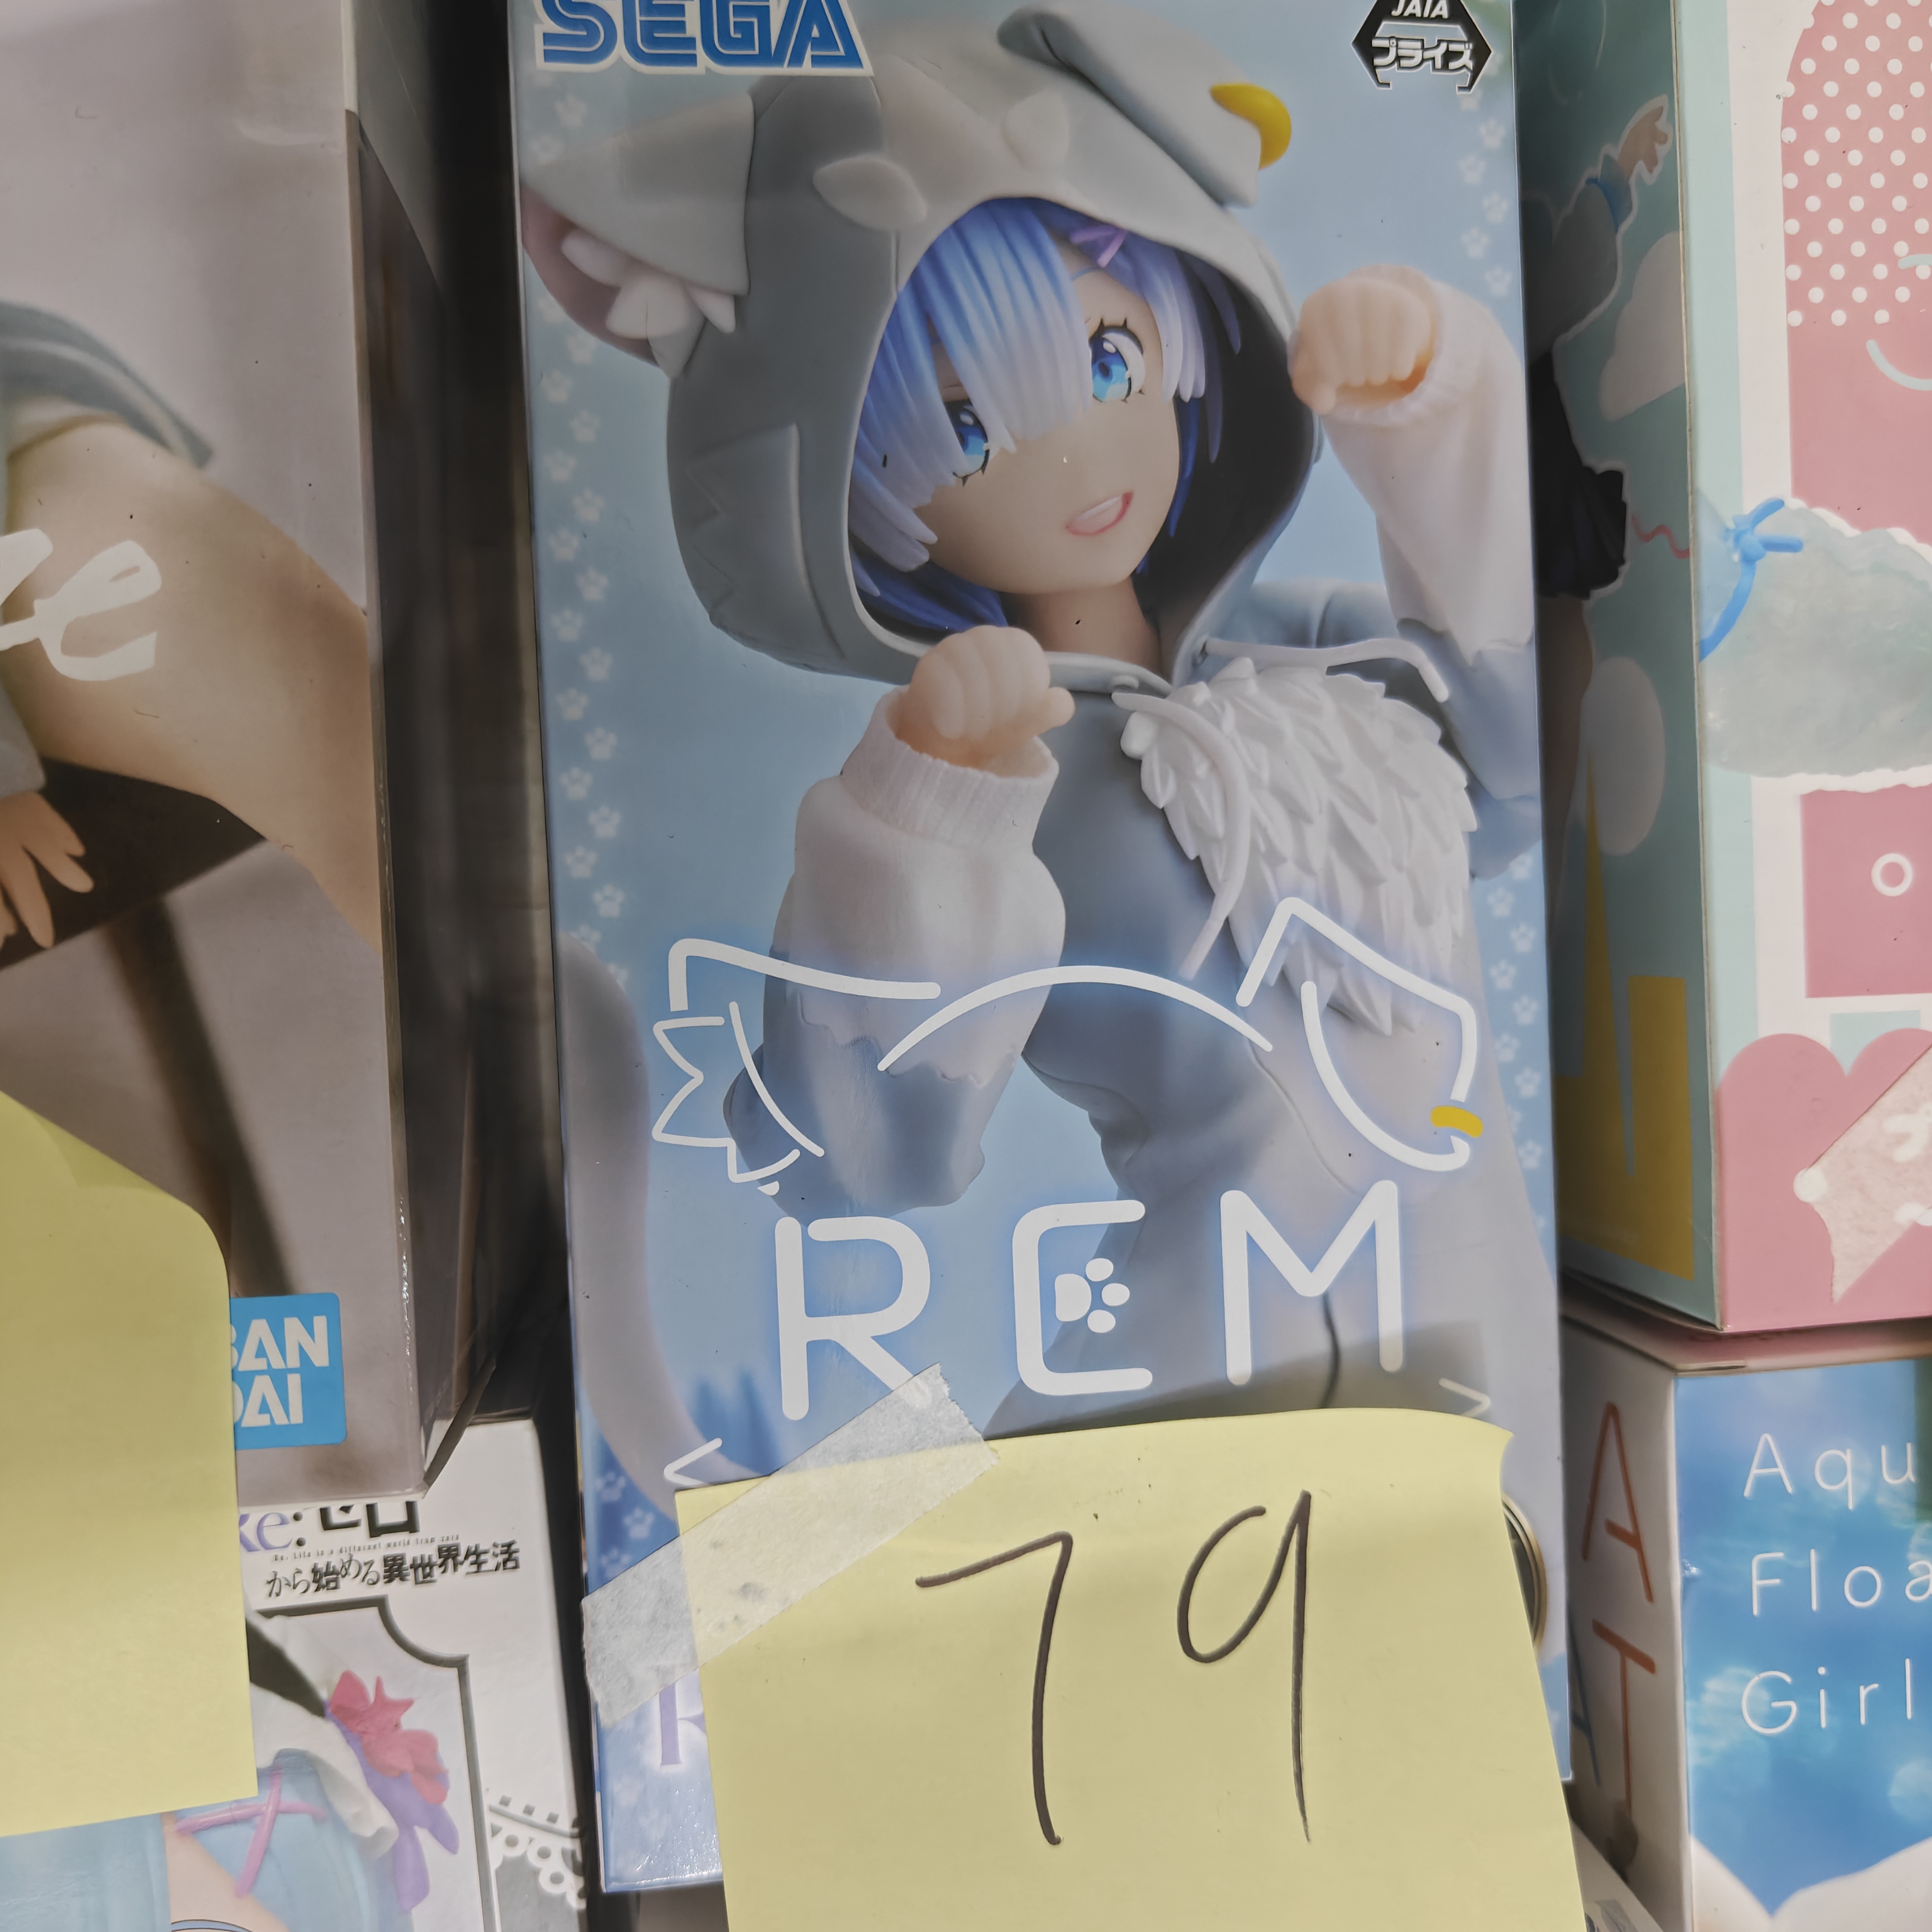 SEGA
JAIA
プライズ
REM
79
BAN
DAI
Re:ゼロ
から始める異世界生活
Aqu
Floa
Girl